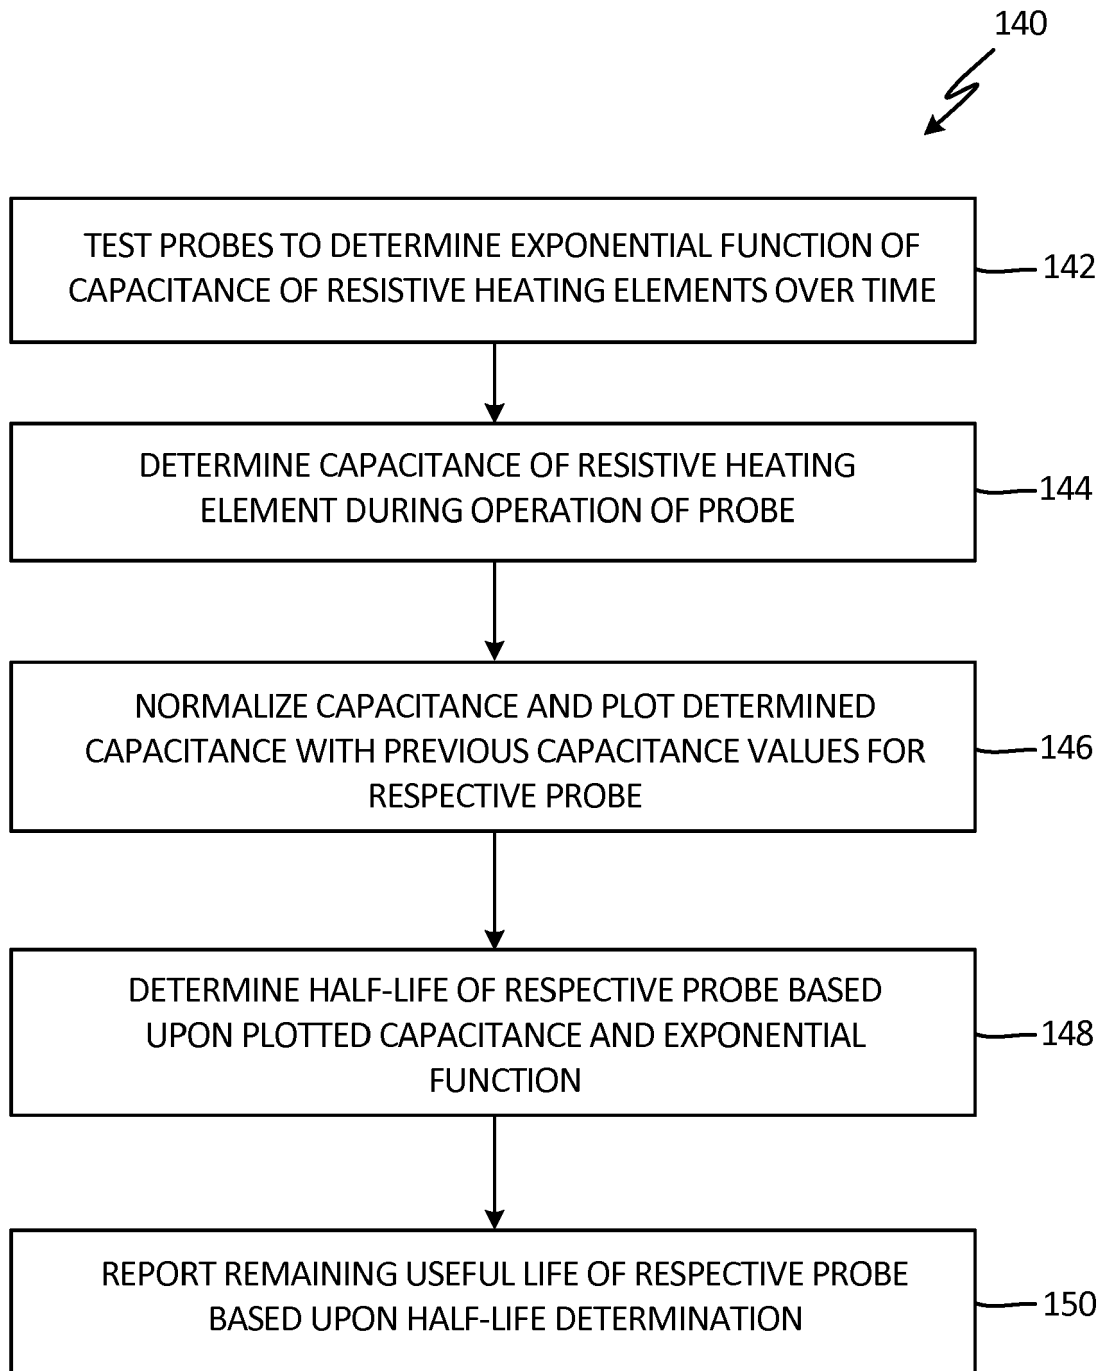 140
TEST PROBES TO DETERMINE EXPONENTIAL FUNCTION OF
CAPACITANCE OF RESISTIVE HEATING ELEMENTS OVER TIME
142
DETERMINE CAPACITANCE OF RESISTIVE HEATING
ELEMENT DURING OPERATION OF PROBE
144
NORMALIZE CAPACITANCE AND PLOT DETERMINED
CAPACITANCE WITH PREVIOUS CAPACITANCE VALUES FOR
RESPECTIVE PROBE
146
DETERMINE HALF-LIFE OF RESPECTIVE PROBE BASED
UPON PLOTTED CAPACITANCE AND EXPONENTIAL
FUNCTION
148
REPORT REMAINING USEFUL LIFE OF RESPECTIVE PROBE
BASED UPON HALF-LIFE DETERMINATION
150